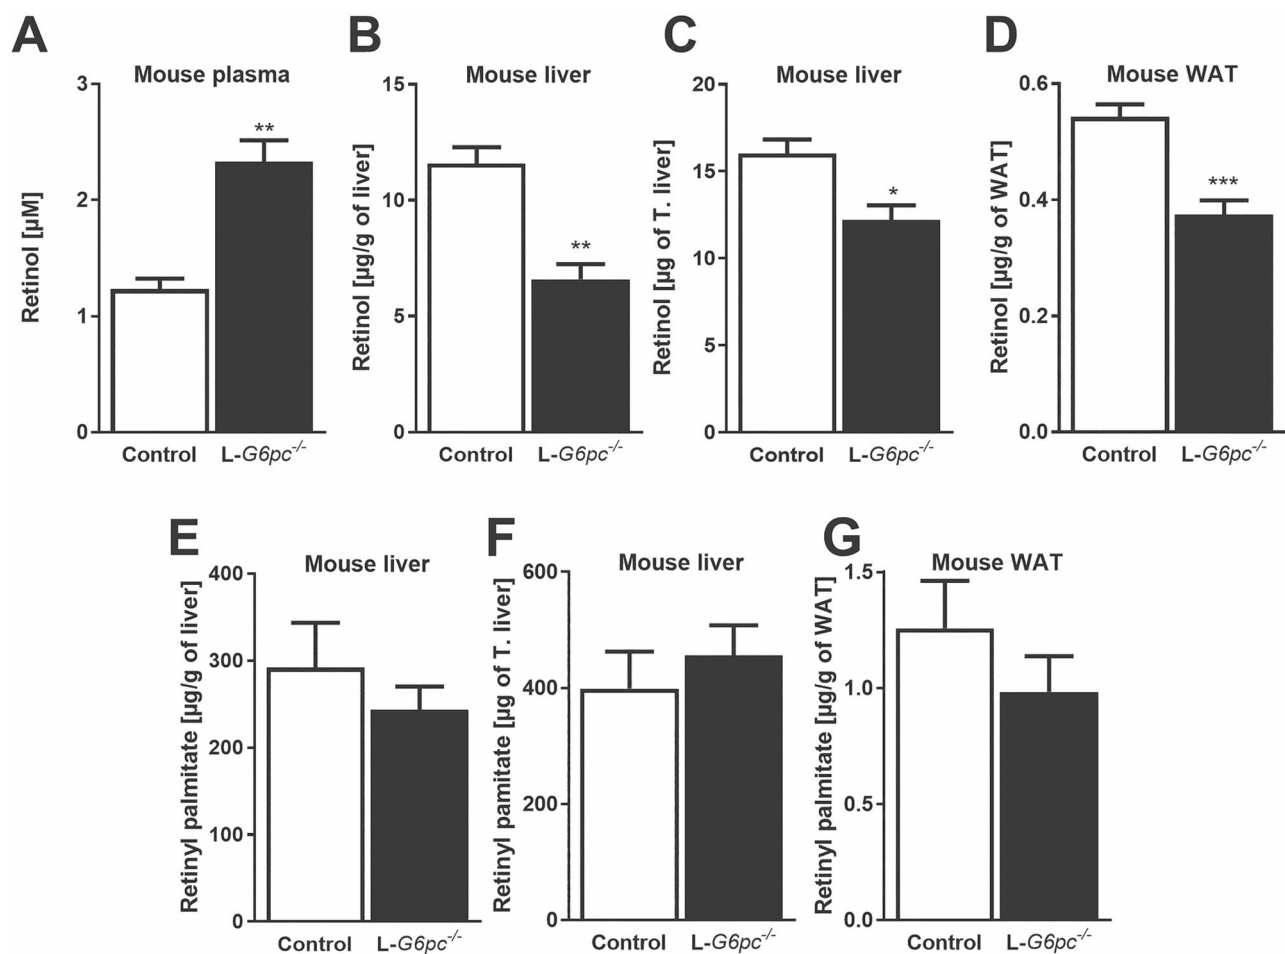 A
Mouse plasma
Retinol [µM]
3
2
1
0
**
Control
L-G6pc-/-
B
Mouse liver
Retinol [µg/g of liver]
15
10
5
0
**
Control
L-G6pc-/-
C
Mouse liver
Retinol [µg of T. liver]
20
15
10
5
0
*
Control
L-G6pc-/-
D
Mouse WAT
Retinol [µg/g of WAT]
0.6
0.4
0.2
0.0
***
Control
L-G6pc-/-
E
Mouse liver
Retinyl palmitate [µg/g of liver]
400
300
200
100
0
Control
L-G6pc-/-
F
Mouse liver
Retinyl pamitate [µg of T. liver]
600
400
200
0
Control
L-G6pc-/-
G
Mouse WAT
Retinyl palmitate [µg/g of WAT]
1.5
1.0
0.5
0.0
Control
L-G6pc-/-